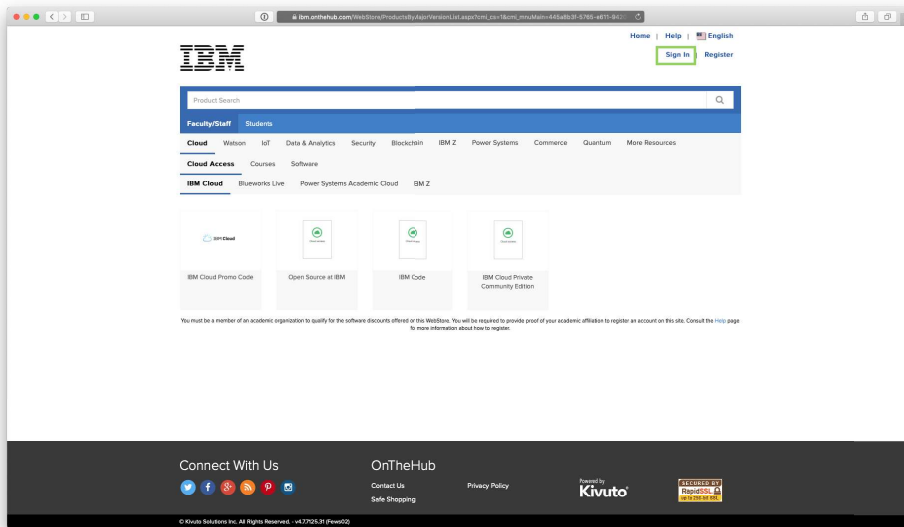 ibm.onthehub.com/WebStore/ProductsByMajorVersionList.aspx?cmi_cs=1&cmi_mnuMain=
Home | Help | English
IBM
Sign In | Register
Product Search
Faculty/Staff Students
Cloud Watson IoT Data & Analytics Security Blockchain IBM Z Power Systems Commerce Quantum More Resources
Cloud Access Courses Software
IBM Cloud Blueworks Live Power Systems Academic Cloud BM Z
IBM Cloud
IBM Cloud Promo Code Open Source at IBM IBM Code IBM Cloud Private
Community Edition
You must be a member of an academic organization to qualify for the software discounts offered or this WebStore. You will be required to provide proof of your academic affiliation to register an account on this site. Consult the Help page
fo more information about how to register.
Connect With Us OnTheHub
Contact Us Privacy Policy Powered by
Kivuto
Safe Shopping
SECURED BY
RapidSSL
© Kivuto Solutions Inc. All Rights Reserved. - v4.7.7125.31 (Fews02)